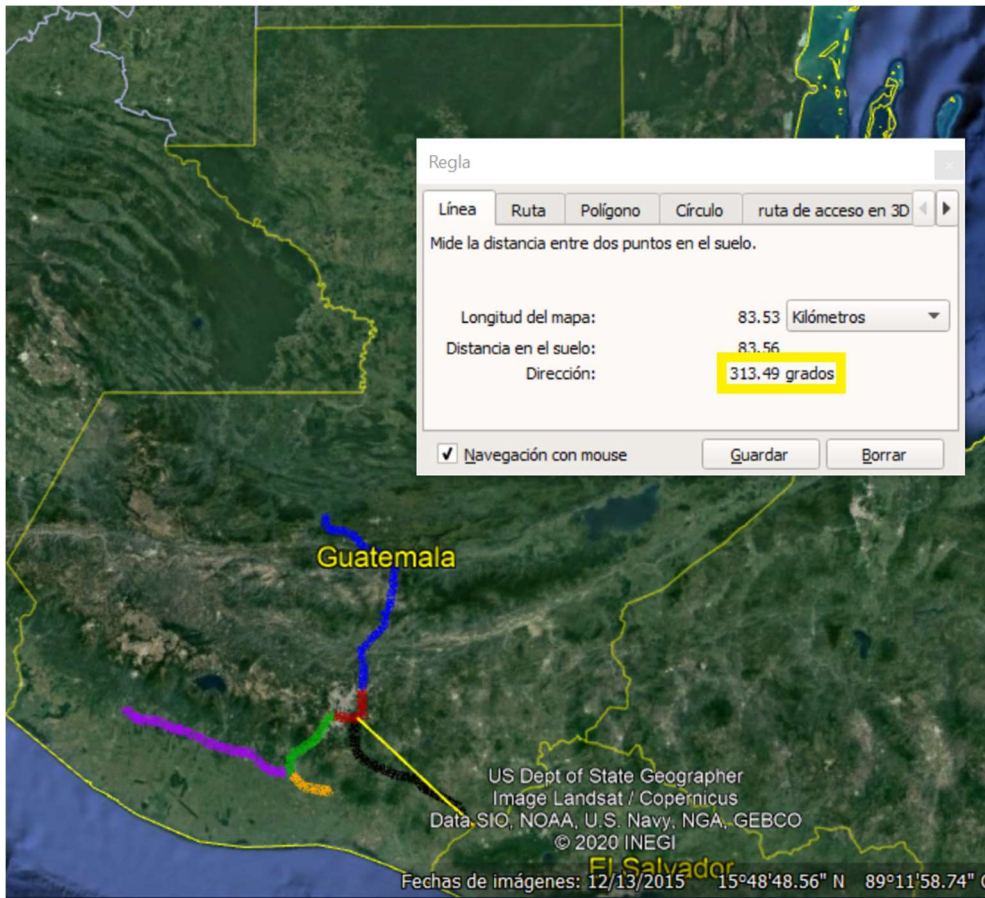 Regla
Línea Ruta Polígono Círculo ruta de acceso en 3D
Mide la distancia entre dos puntos en el suelo.
Longitud del mapa: 83.53 Kilómetros
Distancia en el suelo: 83.56
Dirección: 313.49 grados
Navegación con mouse Guardar Borrar
Guatemala
US Dept of State Geographer
Image Landsat / Copernicus
Data SIO, NOAA, U.S. Navy, NGA, GEBCO
© 2020 INEGI
El Salvador
Fechas de imágenes: 12/13/2015 15°48'48.56" N 89°11'58.74"